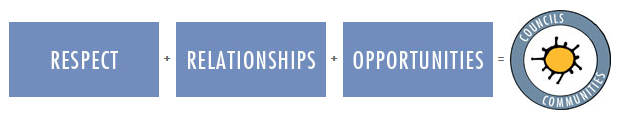 RESPECT + RELATIONSHIPS + OPPORTUNITIES =
COUNCILS
COMMUNITIES